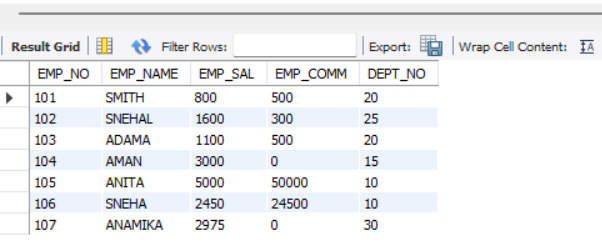 Result Grid Filter Rows: Export: Wrap Cell Content: IA
EMP_NO EMP_NAME EMP_SAL EMP_COMM DEPT_NO
101 SMITH 800 500 20
102 SNEHAL 1600 300 25
103 ADAMA 1100 500 20
104 AMAN 3000 0 15
105 ANITA 5000 50000 10
106 SNEHA 2450 24500 10
107 ANAMIKA 2975 0 30